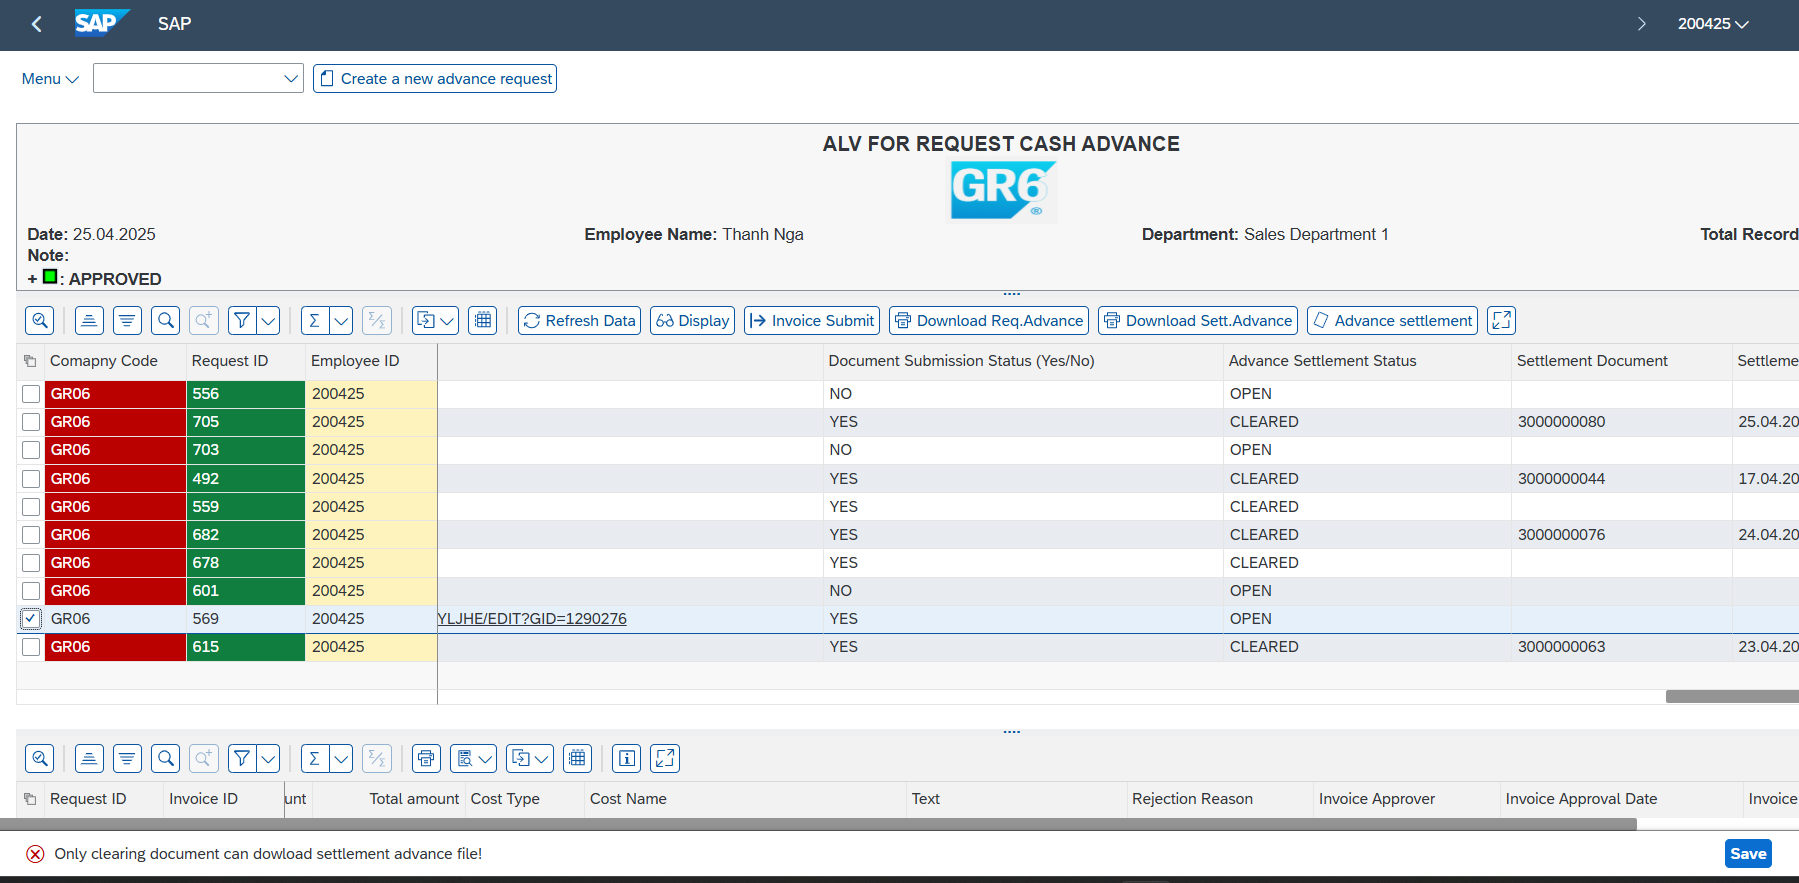 SAP SAP 200425
Menu Create a new advance request
ALV FOR REQUEST CASH ADVANCE
GR6
Date: 25.04.2025 Employee Name: Thanh Nga Department: Sales Department 1 Total Record
Note:
+ : APPROVED
Refresh Data Display Invoice Submit Download Req.Advance Download Sett.Advance Advance settlement
Comapny Code Request ID Employee ID Document Submission Status (Yes/No) Advance Settlement Status Settlement Document Settleme
GR06 556 200425 NO OPEN
GR06 705 200425 YES CLEARED 3000000080 25.04.20
GR06 703 200425 NO OPEN
GR06 492 200425 YES CLEARED 3000000044 17.04.20
GR06 559 200425 YES CLEARED
GR06 682 200425 YES CLEARED 3000000076 24.04.20
GR06 678 200425 YES CLEARED
GR06 601 200425 NO OPEN
GR06 569 200425 YLJHE/EDIT?GID=1290276 YES OPEN
GR06 615 200425 YES CLEARED 3000000063 23.04.20
Request ID Invoice ID unt Total amount Cost Type Cost Name Text Rejection Reason Invoice Approver Invoice Approval Date Invoice
Only clearing document can dowload settlement advance file! Save